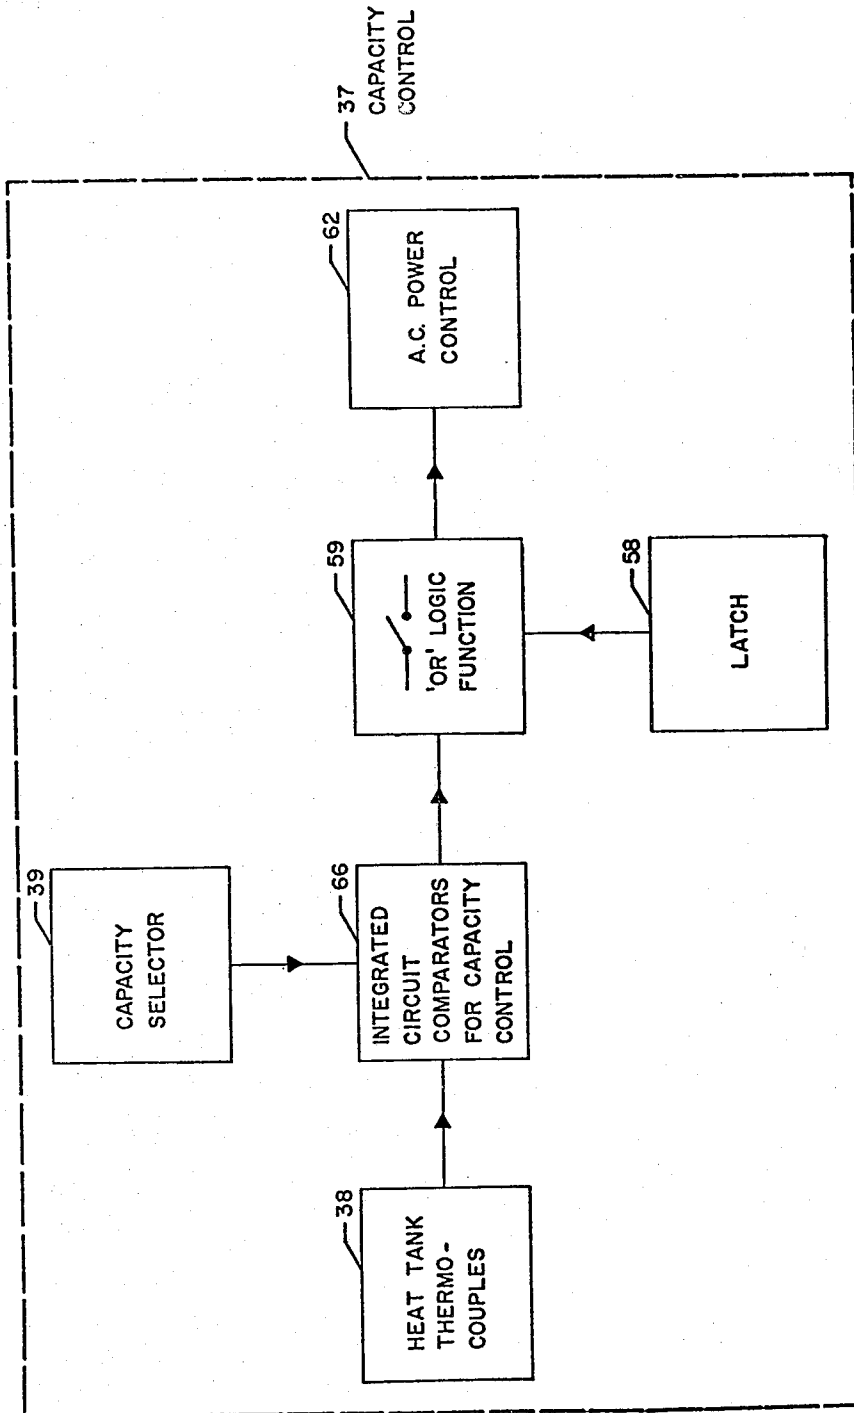 37
CAPACITY
CONTROL
39
CAPACITY
SELECTOR
38
HEAT TANK
THERMO-
COUPLES
66
INTEGRATED
CIRCUIT
COMPARATORS
FOR CAPACITY
CONTROL
59
'OR' LOGIC
FUNCTION
62
A.C. POWER
CONTROL
58
LATCH